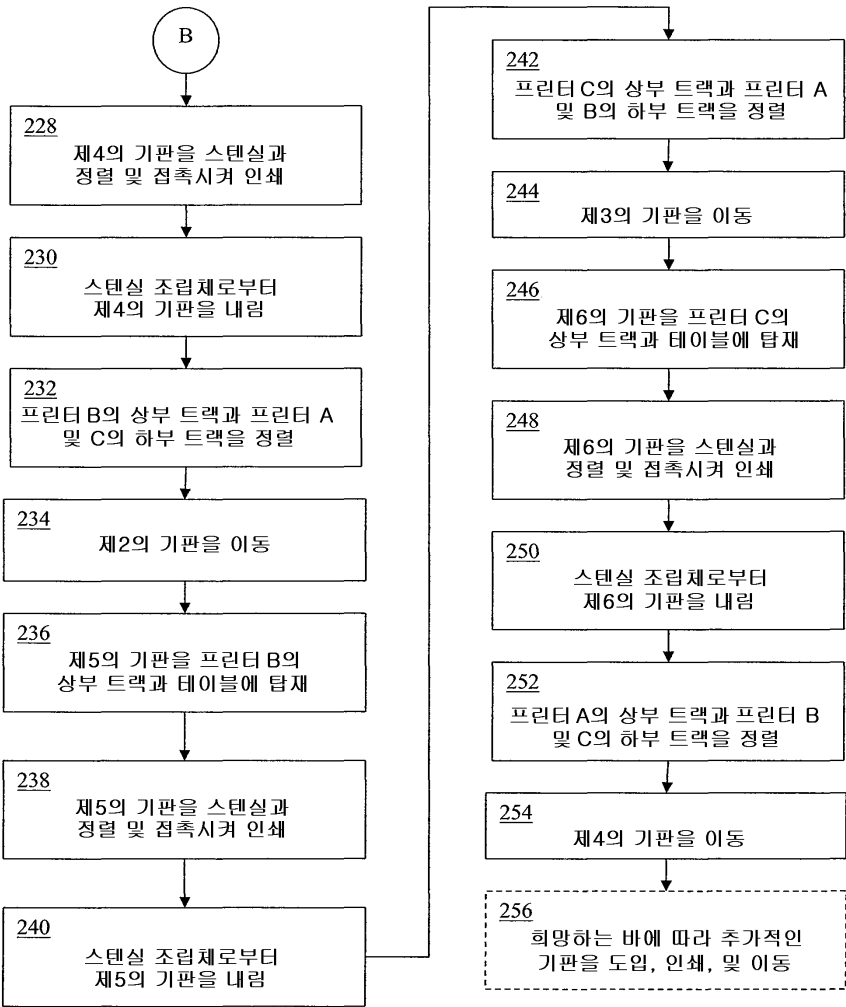 B
228
제4의 기판을 스텐실과
정렬 및 접촉시켜 인쇄
230
스텐실 조립체로부터
제4의 기판을 내림
232
프린터 B의 상부 트랙과 프린터 A
및 C의 하부 트랙을 정렬
234
제2의 기판을 이동
236
제5의 기판을 프린터 B의
상부 트랙과 테이블에 탑재
238
제5의 기판을 스텐실과
정렬 및 접촉시켜 인쇄
240
스텐실 조립체로부터
제5의 기판을 내림
242
프린터 C의 상부 트랙과 프린터 A
및 B의 하부 트랙을 정렬
244
제3의 기판을 이동
246
제6의 기판을 프린터 C의
상부 트랙과 테이블에 탑재
248
제6의 기판을 스텐실과
정렬 및 접촉시켜 인쇄
250
스텐실 조립체로부터
제6의 기판을 내림
252
프린터 A의 상부 트랙과 프린터 B
및 C의 하부 트랙을 정렬
254
제4의 기판을 이동
256
희망하는 바에 따라 추가적인
기판을 도입, 인쇄, 및 이동